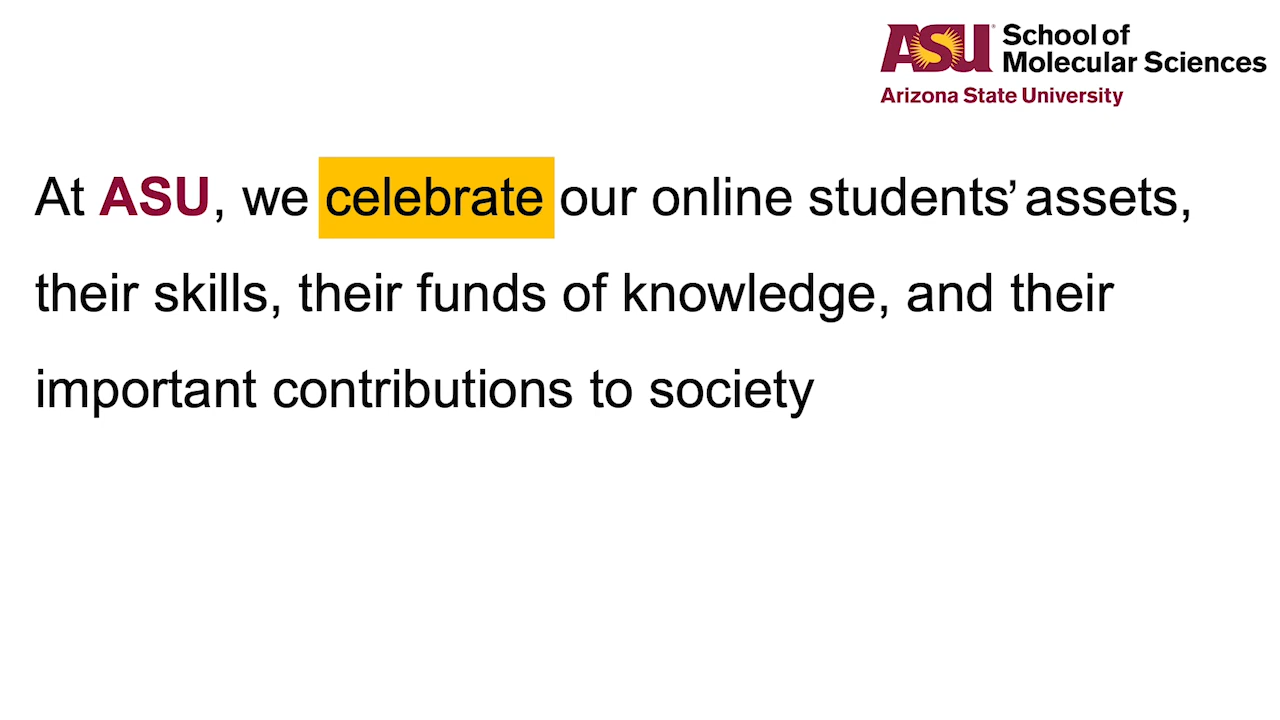 ASU School of
Molecular Sciences
Arizona State University
At ASU, we celebrate our online students’ assets,
their skills, their funds of knowledge, and their
important contributions to society